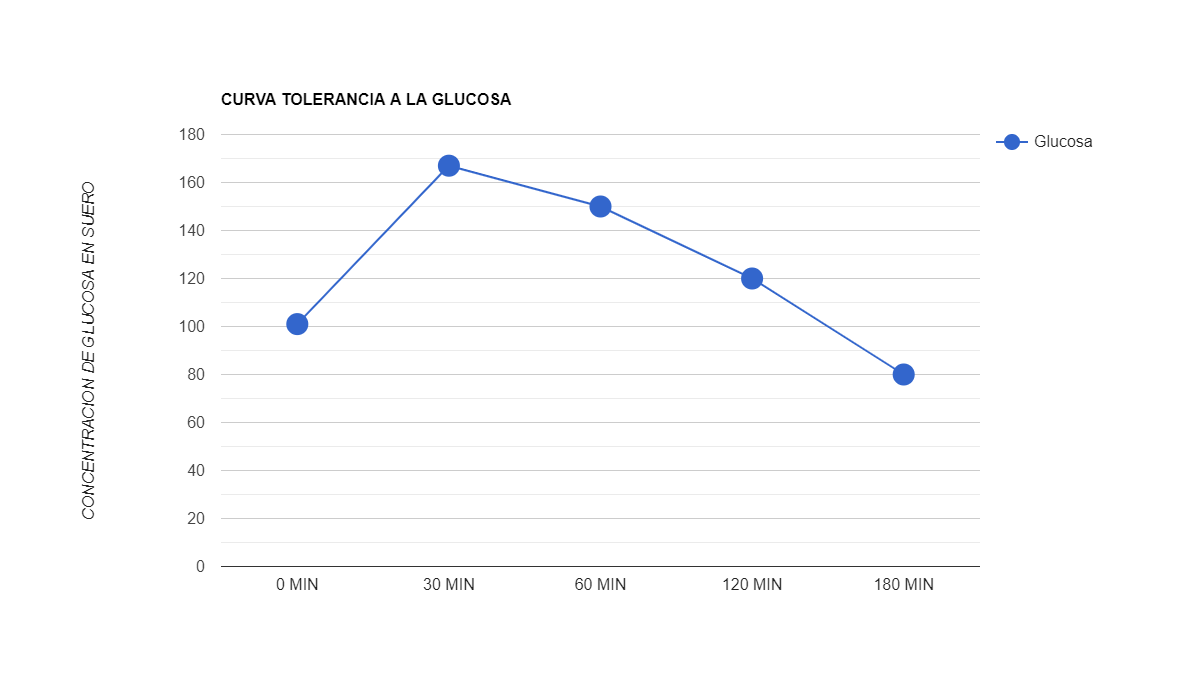 CURVA TOLERANCIA A LA GLUCOSA
Glucosa
CONCENTRACION DE GLUCOSA EN SUERO
180
160
140
120
100
80
60
40
20
0
0 MIN 30 MIN 60 MIN 120 MIN 180 MIN